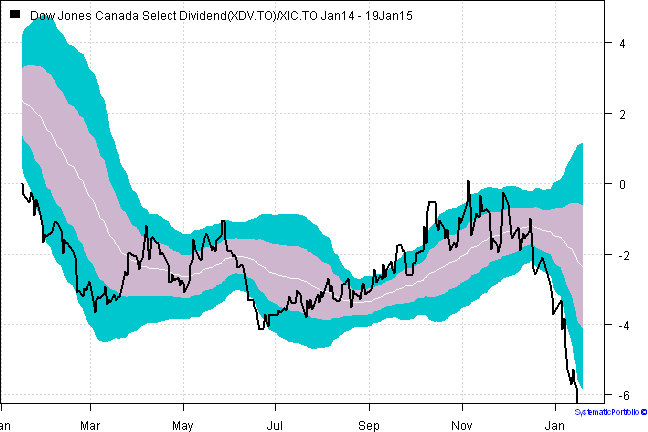 Dow Jones Canada Select Dividend(XDV.TO)/XIC.TO Jan14 - 19Jan15
4
2
0
-2
-4
-6
an Mar May Jul Sep Nov Jan
SystematicPortfolio ©